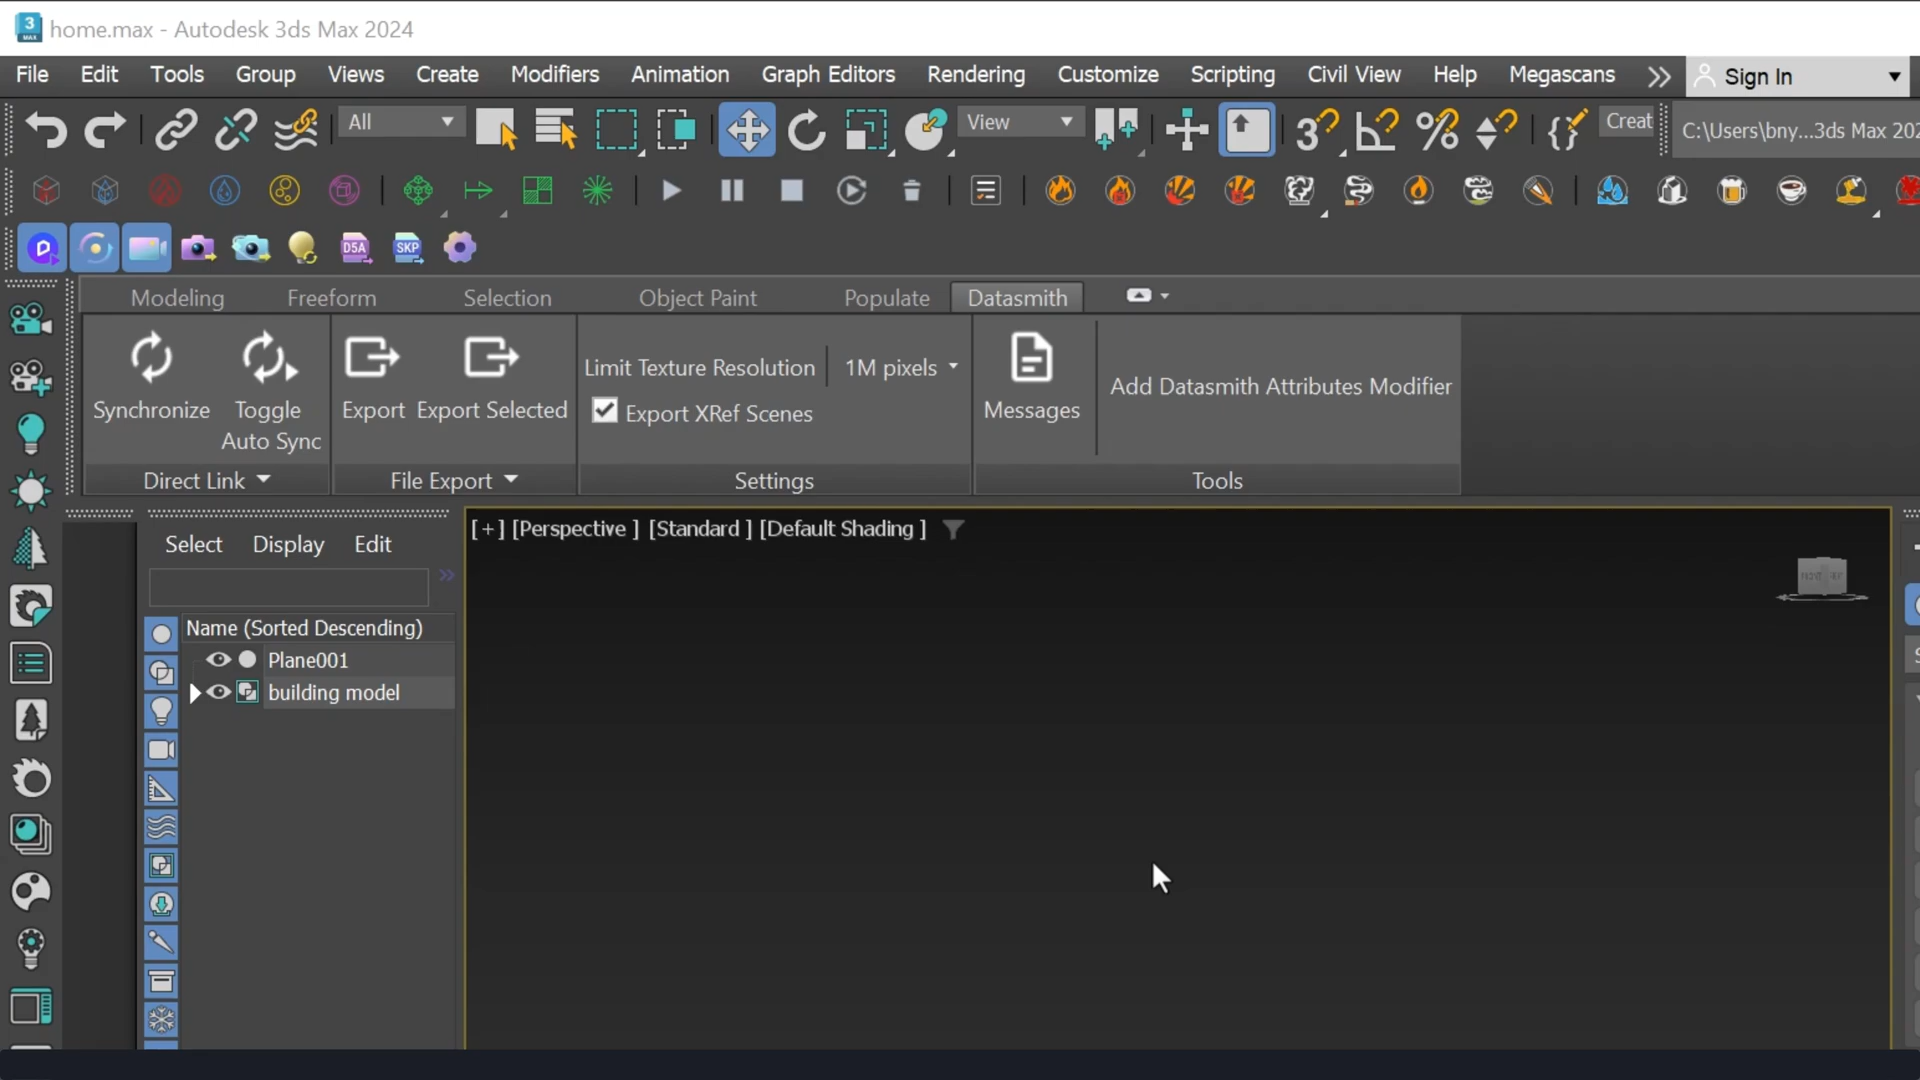 home.max - Autodesk 3ds Max 2024
File Edit Tools Group Views Create Modifiers Animation Graph Editors Rendering Customize Scripting Civil View Help Megascans Sign In
All View 3 Creat C:\Users\bny...3ds Max 202
D5A SKP
Modeling Freeform Selection Object Paint Populate Datasmith
Limit Texture Resolution 1M pixels
Add Datasmith Attributes Modifier
Synchronize Toggle Export Export Selected Export XRef Scenes Messages
Auto Sync
Direct Link File Export Settings Tools
[+] [Perspective ] [Standard ] [Default Shading ]
Select Display Edit
Name (Sorted Descending)
Plane001
building model